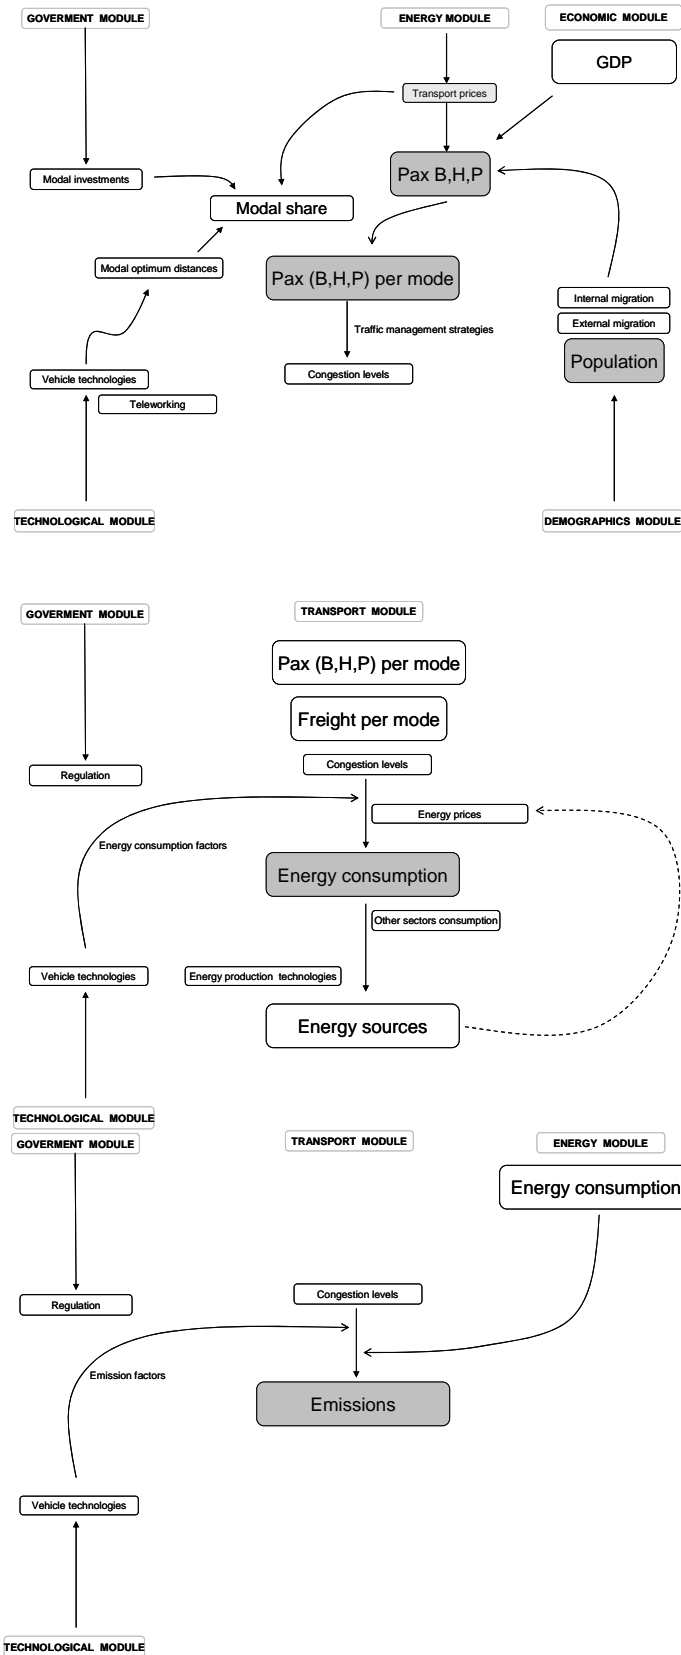 GOVERMENT MODULE
ENERGY MODULE
ECONOMIC MODULE
GDP
Transport prices
Pax B,H,P
Modal investments
Modal share
Modal optimum distances
Pax (B,H,P) per mode
Internal migration
External migration
Traffic management strategies
Population
Vehicle technologies
Congestion levels
Teleworking
TECHNOLOGICAL MODULE
DEMOGRAPHICS MODULE
GOVERMENT MODULE
TRANSPORT MODULE
Pax (B,H,P) per mode
Freight per mode
Congestion levels
Regulation
Energy prices
Energy consumption factors
Energy consumption
Other sectors consumption
Vehicle technologies
Energy production technologies
Energy sources
TECHNOLOGICAL MODULE
GOVERMENT MODULE
TRANSPORT MODULE
ENERGY MODULE
Energy consumption
Congestion levels
Regulation
Emission factors
Emissions
Vehicle technologies
TECHNOLOGICAL MODULE